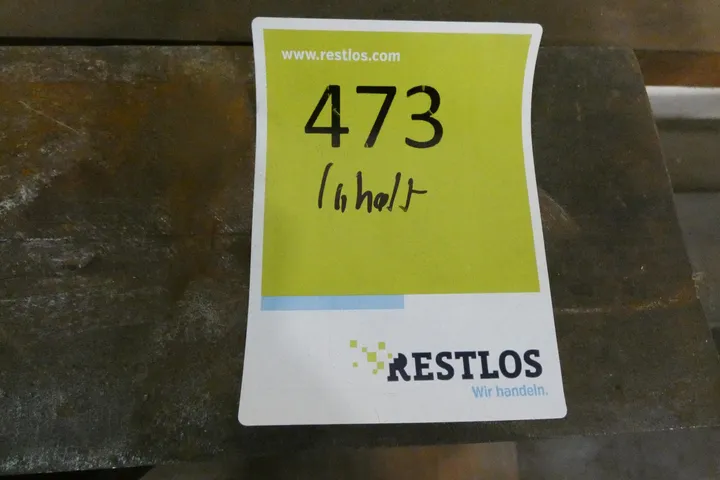 www.restlos.com
473
Inhalt
RESTLOS
Wir handeln.